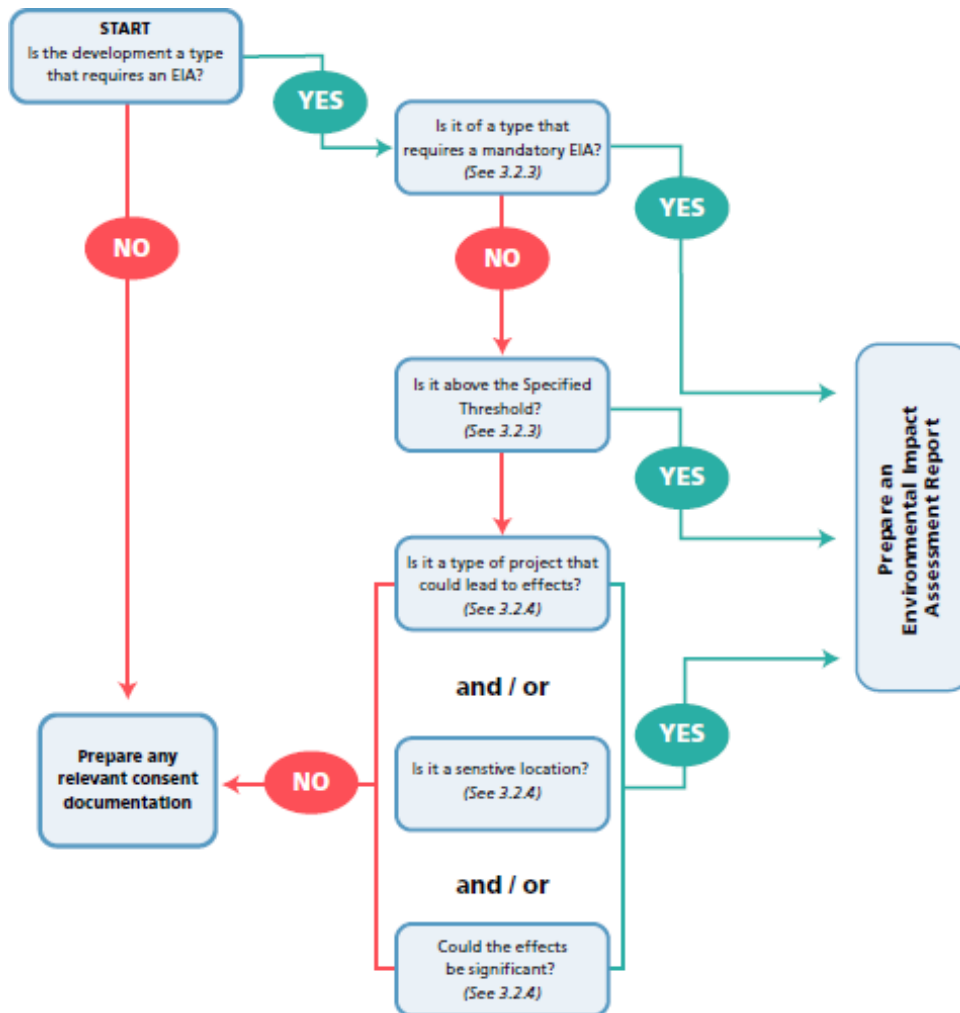 START
Is the development a type
that requires an EIA?
YES
Is it of a type that
requires a mandatory EIA?
(See 3.2.3)
YES
NO
NO
Is it above the Specified
Threshold?
(See 3.2.3)
YES
Prepare an
Environmental Impact
Assessment Report
Is it a type of project that
could lead to effects?
(See 3.2.4)
and / or
YES
Prepare any
relevant consent
documentation
NO
Is it a senstive location?
(See 3.2.4)
and / or
Could the effects
be significant?
(See 3.2.4)